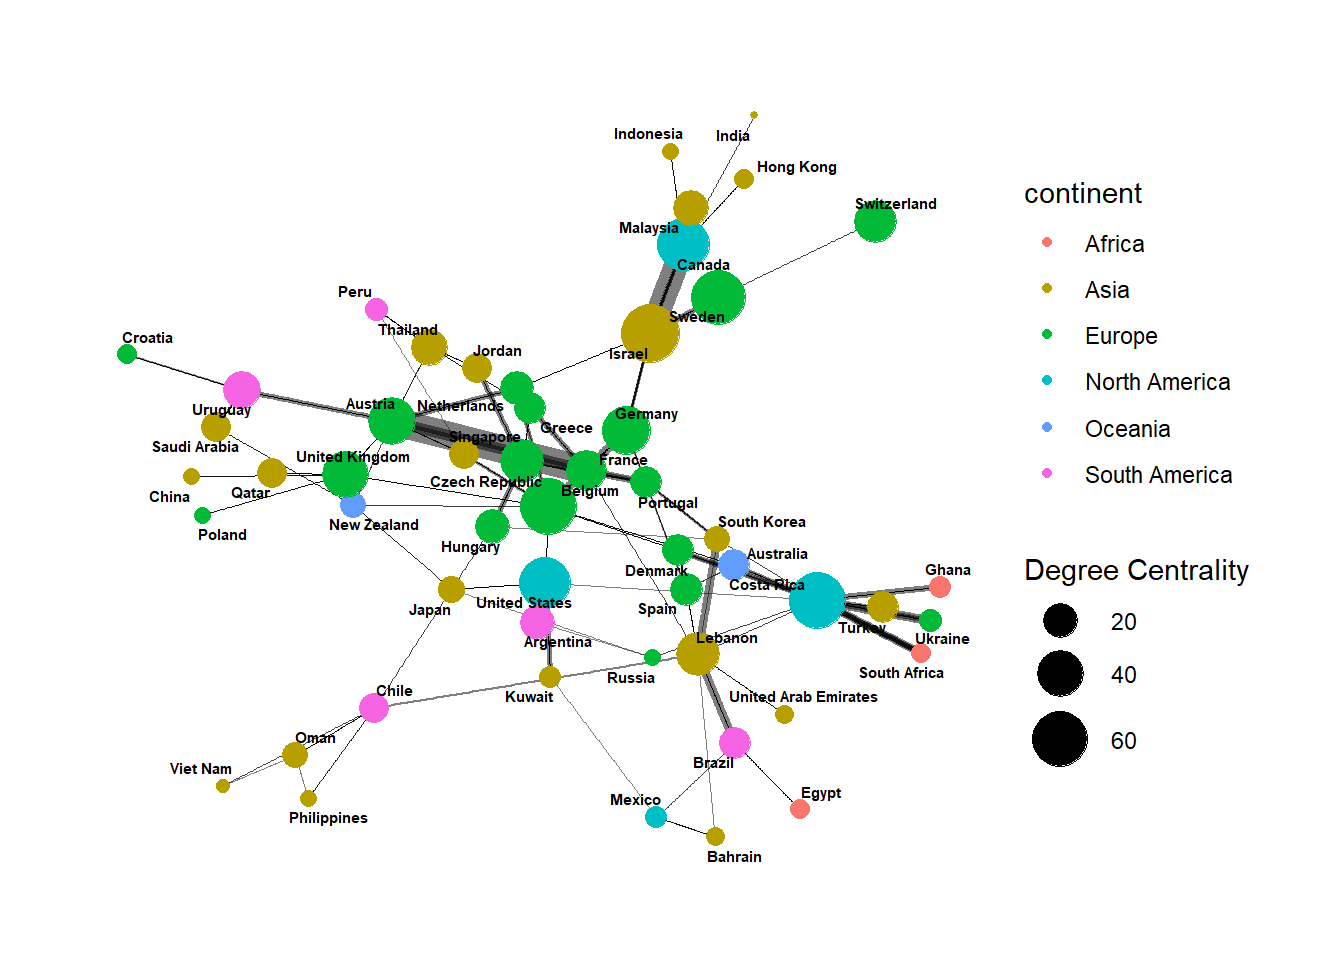 Indonesia
India
Hong Kong
Switzerland
Malaysia
Canada
Peru
Sweden
Thailand
Croatia
Jordan
Israel
Austria
Netherlands
Uruguay
Germany
Greece
Singapore
Saudi Arabia
United Kingdom
France
Czech Republic
Qatar
Belgium
China
Portugal
New Zealand
South Korea
Poland
Hungary
Australia
Denmark
Ghana
Costa Rica
Japan
United States
Spain
Turkey
Lebanon
Ukraine
Argentina
South Africa
Russia
Chile
Kuwait
United Arab Emirates
Oman
Brazil
Viet Nam
Mexico
Egypt
Philippines
Bahrain
continent
Africa
Asia
Europe
North America
Oceania
South America
Degree Centrality
20
40
60